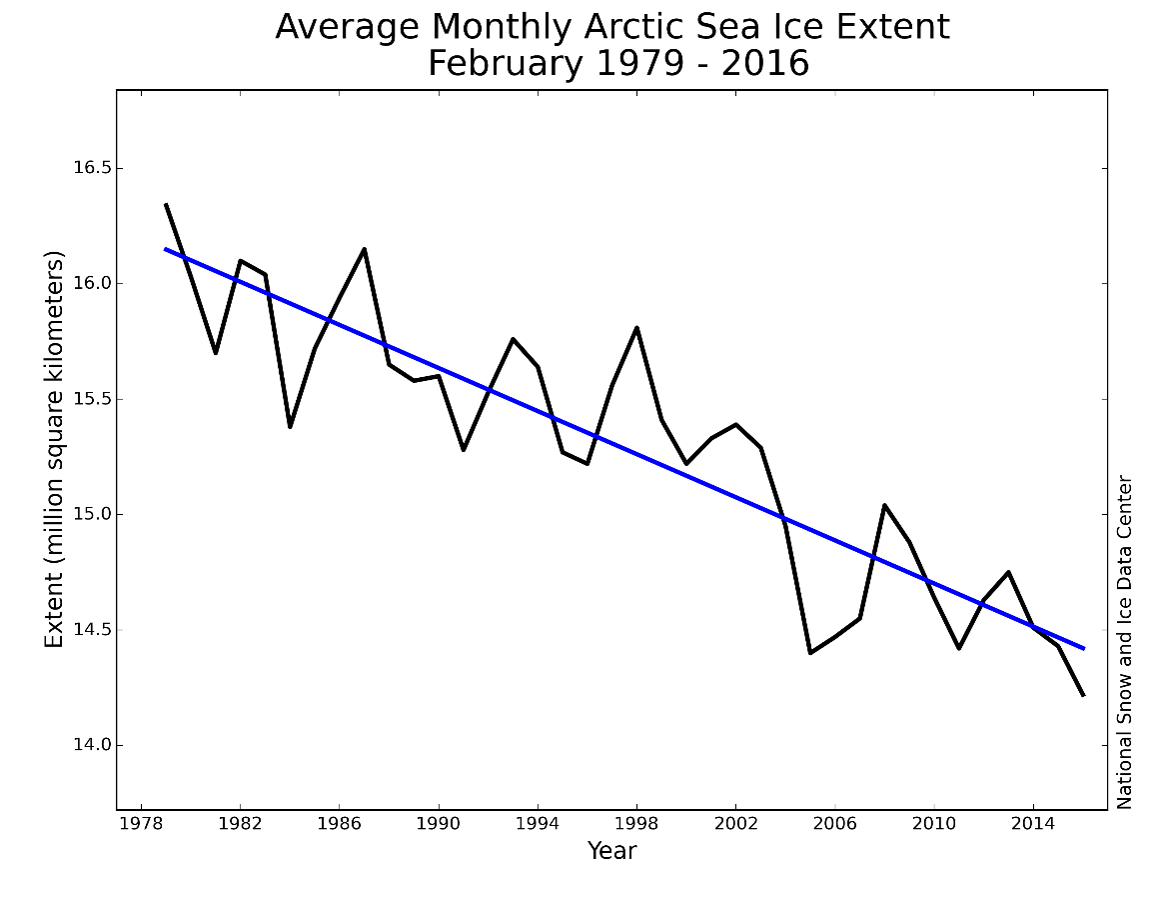 Average Monthly Arctic Sea Ice Extent
February 1979 - 2016
Extent (million square kilometers)
16.5
16.0
15.5
15.0
14.5
14.0
1978 1982 1986 1990 1994 1998 2002 2006 2010 2014
Year
National Snow and Ice Data Center